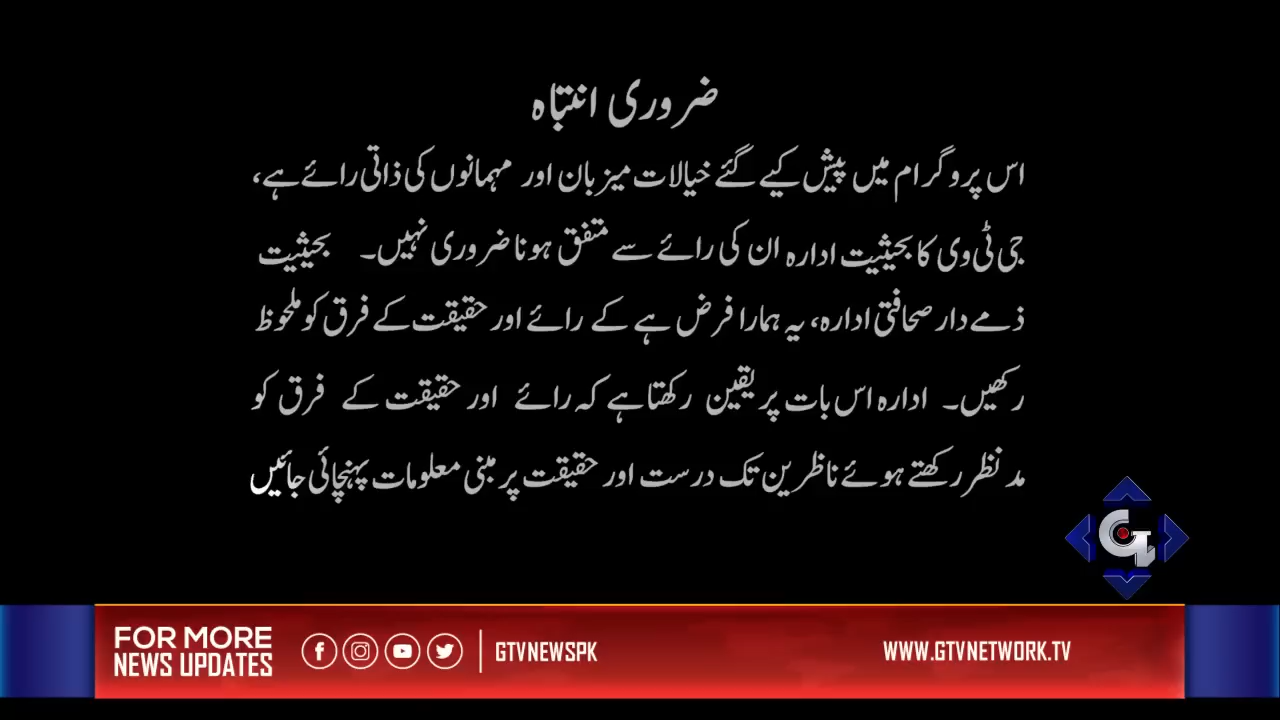 ضروری انتباہ
اس پروگرام میں پیش کیے گئے خیالات میزبان اور مہمانوں کی ذاتی رائے ہے،
جی ٹی وی کا بحیثیت ادارہ ان کی رائے سے متفق ہونا ضروری نہیں۔ بحیثیت
ذمے دار صحافتی ادارہ، یہ ہمارا فرض ہے کے رائے اور حقیقت کے فرق کو ملحوظ
رکھیں۔ ادارہ اس بات پر یقین رکھتا ہے کہ رائے اور حقیقت کے فرق کو
مد نظر رکھتے ہوئے ناظرین تک درست اور حقیقت پر مبنی معلومات پہنچائی جائیں
G
FOR MORE
NEWS UPDATES
GTVNEWSPK
WWW.GTVNETWORK.TV